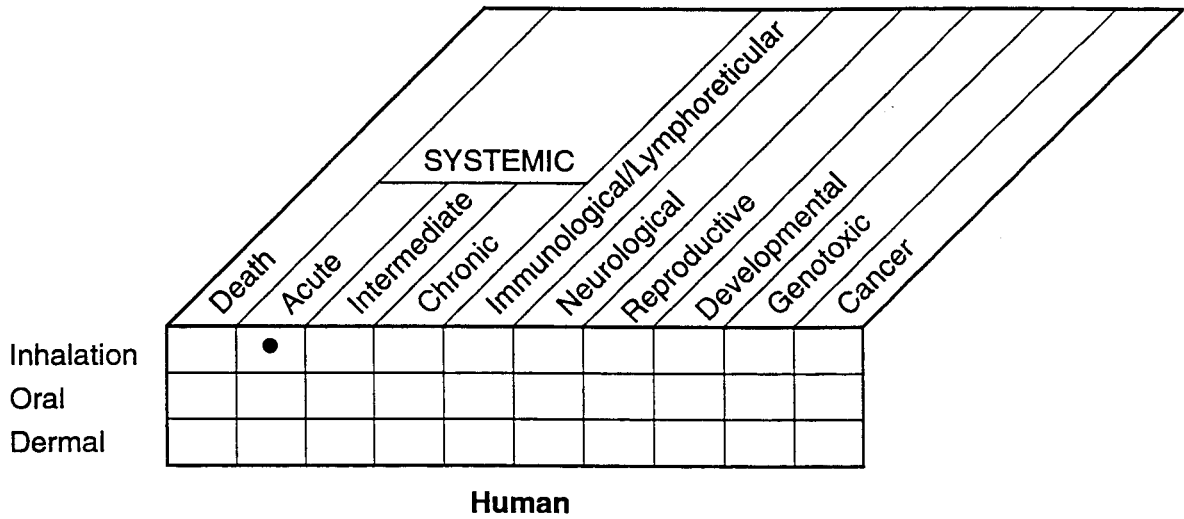 SYSTEMIC
Death
Acute
Intermediate
Chronic
Immunological/Lymphoreticular
Neurological
Reproductive
Developmental
Genotoxic
Cancer
Inhalation
Oral
Dermal
Human